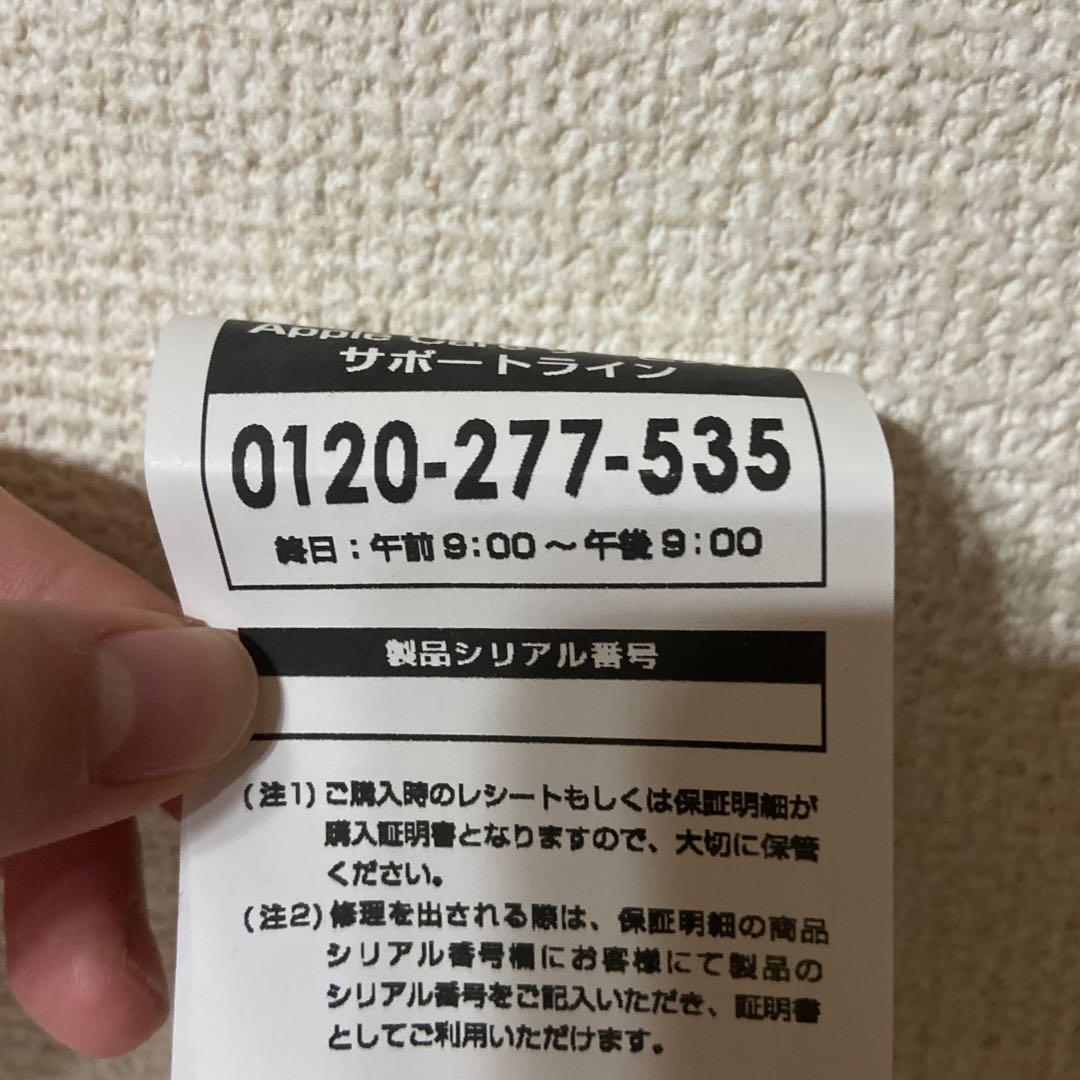 Apple Card
サポートライン
0120-277-535
終日:午前9:00～午後9:00
製品シリアル番号
(注1)ご購入時のレシートもしくは保証明細が
購入証明書となりますので、大切に保管
ください。
(注2)修理を出される際は、保証明細の商品
シリアル番号欄にお客様にて製品の
シリアル番号をご記入いただき、証明書
としてご利用いただけます。